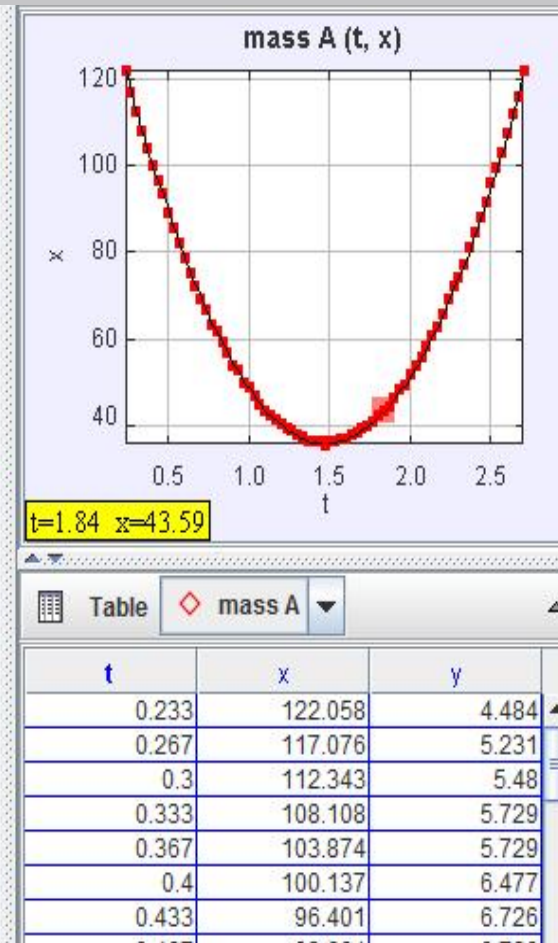 mass A (t, x)
120
100
80
60
40
x
0.5 1.0 1.5 2.0 2.5
t
t=1.84 x=43.59
Table mass A
t x y
0.233 122.058 4.484
0.267 117.076 5.231
0.3 112.343 5.48
0.333 108.108 5.729
0.367 103.874 5.729
0.4 100.137 6.477
0.433 96.401 6.726